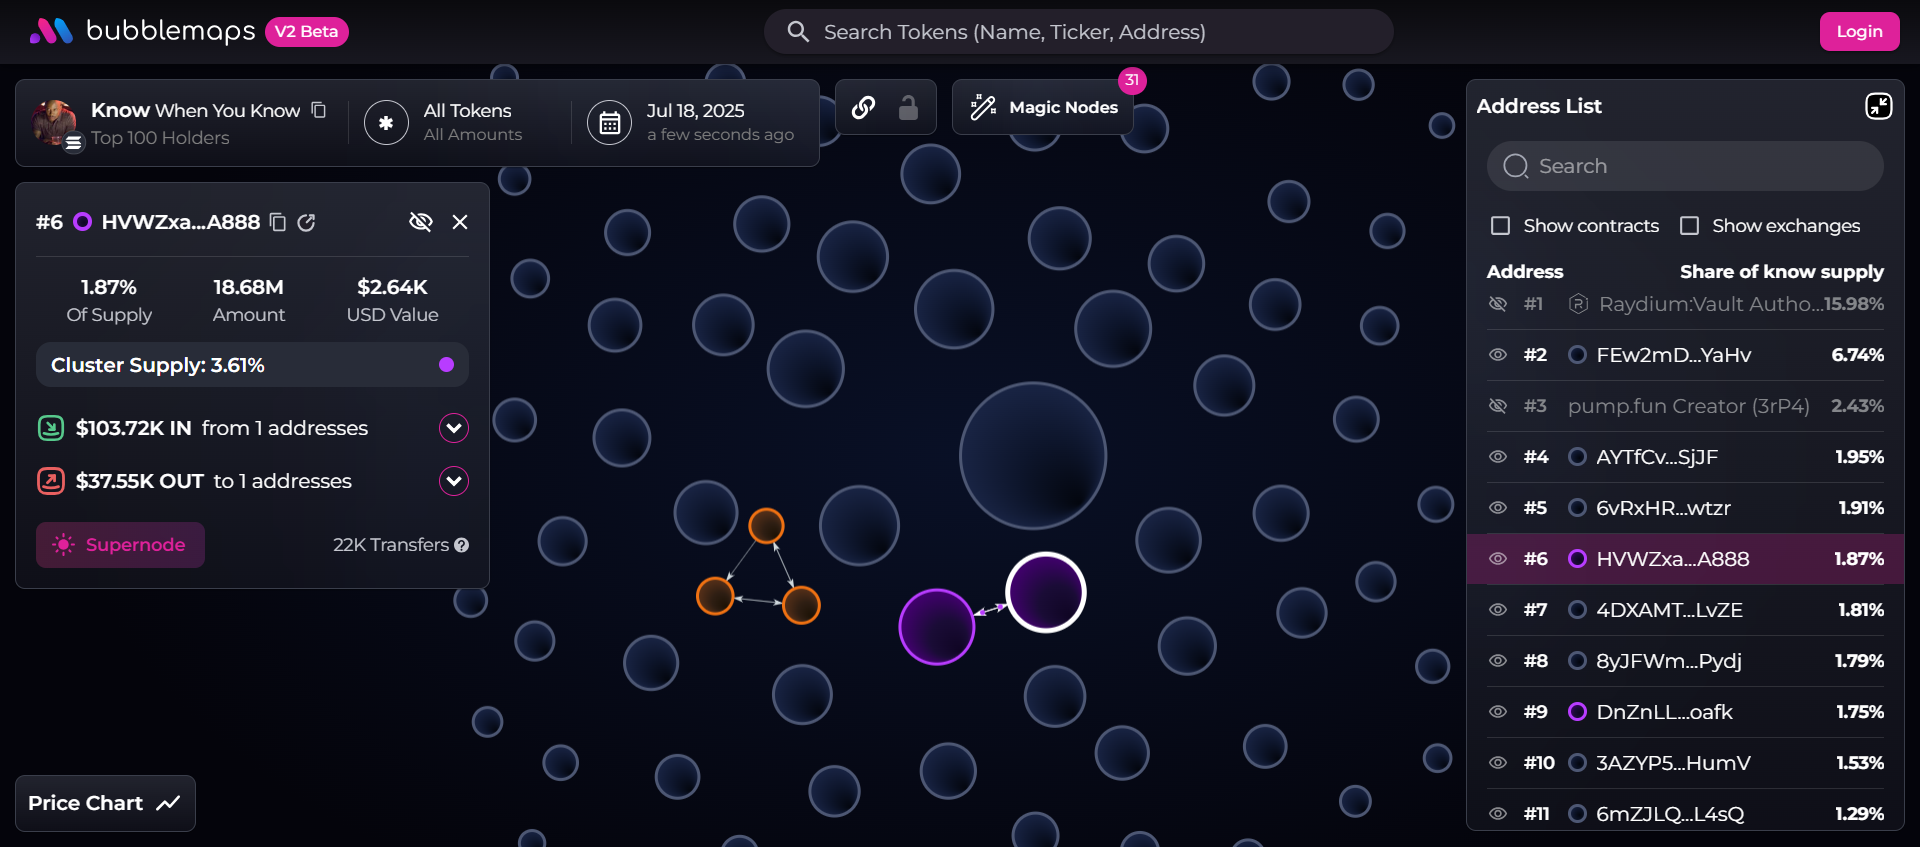 bubblemaps V2 Beta
Search Tokens (Name, Ticker, Address)
Login
Know When You Know
Top 100 Holders
All Tokens
All Amounts
Jul 18, 2025
a few seconds ago
Magic Nodes
31
#6 HVWZxa...A888
1.87%
Of Supply
18.68M
Amount
$2.64K
USD Value
Cluster Supply: 3.61%
$103.72K IN from 1 addresses
$37.55K OUT to 1 addresses
Supernode
22K Transfers ?
Price Chart
Address List
Search
Show contracts Show exchanges
Address Share of know supply
#1 Raydium:Vault Autho...15.98%
#2 FEw2mD...YaHv 6.74%
#3 pump.fun Creator (3rP4) 2.43%
#4 AYTfCv...SjJF 1.95%
#5 6vRxHR...wtzr 1.91%
#6 HVWZxa...A888 1.87%
#7 4DXAMT...LvZE 1.81%
#8 8yJFWm...Pydj 1.79%
#9 DnZnLL...oafk 1.75%
#10 3AZYP5...HumV 1.53%
#11 6mZJLQ...L4sQ 1.29%